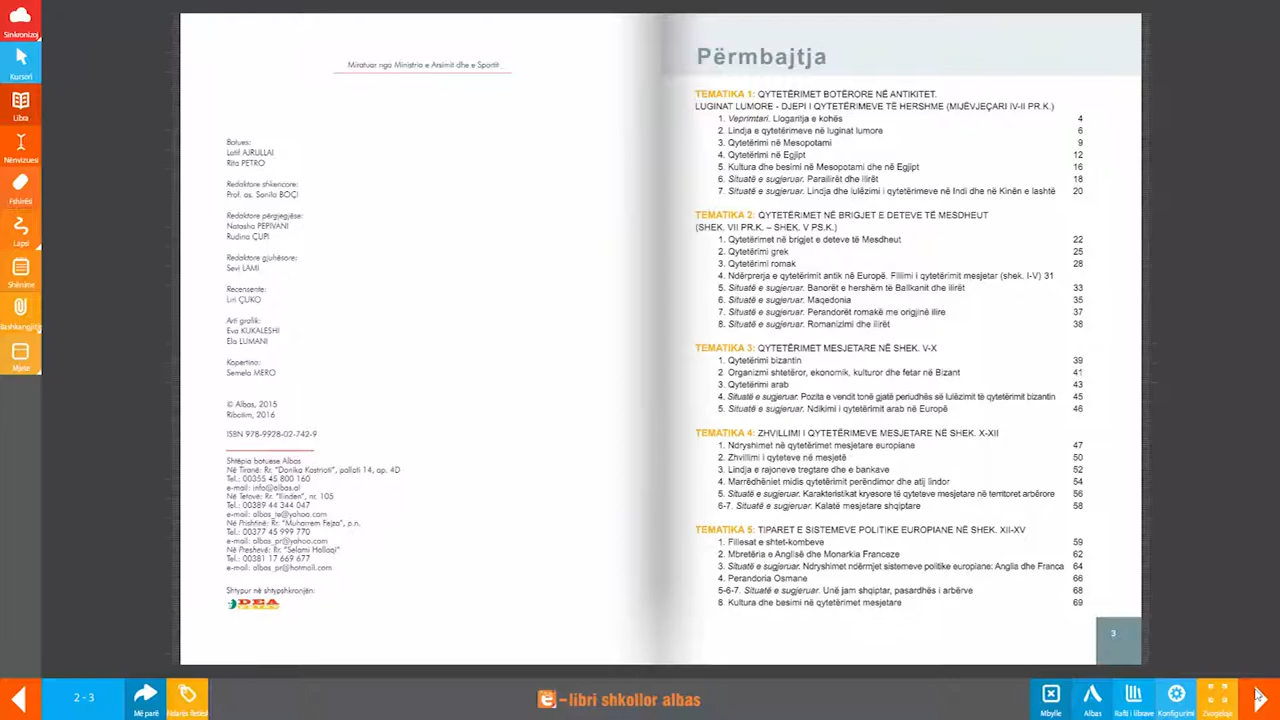 Sinkronizoj
Kursori
Libra
Nënvizues
Fshirësi
Lapsi
Shënime
Bashkangjitje
Mjete
Miratuar nga Ministria e Arsimit dhe e Sportit
Botues:
Latif AJRULLAI
Rita PETRO
Redaktore shkencore:
Prof. as. Sonila BOÇI
Redaktore përgjegjëse:
Natasha PEPIVANI
Rudina ÇUPI
Redaktore gjuhësore:
Sevi LAMI
Recensente:
Liri ÇUKO
Arti grafik:
Eva KUKALESHI
Ela LUMANI
Kopertina:
Semela MERO
© Albas, 2015
Ribotim, 2016
ISBN 978-9928-02-742-9
Shtëpia botuese Albas
Në Tiranë: Rr. “Donika Kastrioti”, pallati 14, ap. 4D
Tel.: 00355 45 800 160
e-mail: info@albas.al
Në Tetovë: Rr. “Ilinden”, nr. 105
Tel.: 00389 44 344 047
e-mail: albas_te@yahoo.com
Në Prishtinë: Rr. “Muharrem Fejza”, p.n.
Tel.: 00377 45 999 770
e-mail: albas_pr@yahoo.com
Në Preshevë: Rr. “Selami Hallaqi”
Tel.: 00381 17 669 677
e-mail: albas_pr@hotmail.com
Shtypur në shtypshkronjën:
DEA
Përmbajtja
TEMATIKA 1: QYTETËRIMET BOTËRORE NË ANTIKITET.
LUGINAT LUMORE - DJEPI I QYTETËRIMEVE TË HERSHME (MIJËVJEÇARI IV-II PR.K.)
1. Veprimtari. Llogaritja e kohës 4
2. Lindja e qytetërimeve në luginat lumore 6
3. Qytetërimi në Mesopotami 9
4. Qytetërimi në Egjipt 12
5. Kultura dhe besimi në Mesopotami dhe në Egjipt 16
6. Situatë e sugjeruar. Parailirët dhe ilirët 18
7. Situatë e sugjeruar. Lindja dhe lulëzimi i qytetërimeve në Indi dhe në Kinën e lashtë 20
TEMATIKA 2: QYTETËRIMET NË BRIGJET E DETEVE TË MESDHEUT
(SHEK. VII PR.K. – SHEK. V PS.K.)
1. Qytetërimet në brigjet e deteve të Mesdheut 22
2. Qytetërimi grek 25
3. Qytetërimi romak 28
4. Ndërprerja e qytetërimit antik në Europë. Fillimi i qytetërimit mesjetar (shek. I-V) 31
5. Situatë e sugjeruar. Banorët e hershëm të Ballkanit dhe ilirët 33
6. Situatë e sugjeruar. Maqedonia 35
7. Situatë e sugjeruar. Perandorët romakë me origjinë ilire 37
8. Situatë e sugjeruar. Romanizimi dhe ilirët 38
TEMATIKA 3: QYTETËRIMET MESJETARE NË SHEK. V-X
1. Qytetërimi bizantin 39
2. Organizmi shtetëror, ekonomik, kulturor dhe fetar në Bizant 41
3. Qytetërimi arab 43
4. Situatë e sugjeruar. Pozita e vendit tonë gjatë periudhës së lulëzimit të qytetërimit bizantin 45
5. Situatë e sugjeruar. Ndikimi i qytetërimit arab në Europë 46
TEMATIKA 4: ZHVILLIMI I QYTETËRIMEVE MESJETARE NË SHEK. X-XII
1. Ndryshimet në qytetërimet mesjetare europiane 47
2. Zhvillimi i qyteteve në mesjetë 50
3. Lindja e rajoneve tregtare dhe e bankave 52
4. Marrëdhëniet midis qytetërimit perëndimor dhe atij lindor 54
5. Situatë e sugjeruar. Karakteristikat kryesore të qyteteve mesjetare në territoret arbërore 56
6-7. Situatë e sugjeruar. Kalatë mesjetare shqiptare 58
TEMATIKA 5: TIPARET E SISTEMEVE POLITIKE EUROPIANE NË SHEK. XII-XV
1. Fillesat e shtet-kombeve 59
2. Mbretëria e Anglisë dhe Monarkia Franceze 62
3. Situatë e sugjeruar. Ndryshimet ndërmjet sistemeve politike europiane: Anglia dhe Franca 64
4. Perandoria Osmane 66
5-6-7. Situatë e sugjeruar. Unë jam shqiptar, pasardhës i arbërve 68
8. Kultura dhe besimi në qytetërimet mesjetare 69
3
2 - 3
Më parë
e-libri shkollor albas
Mbylle
Albas
Rafti i librave
Konfigurimi
Zvogëloje